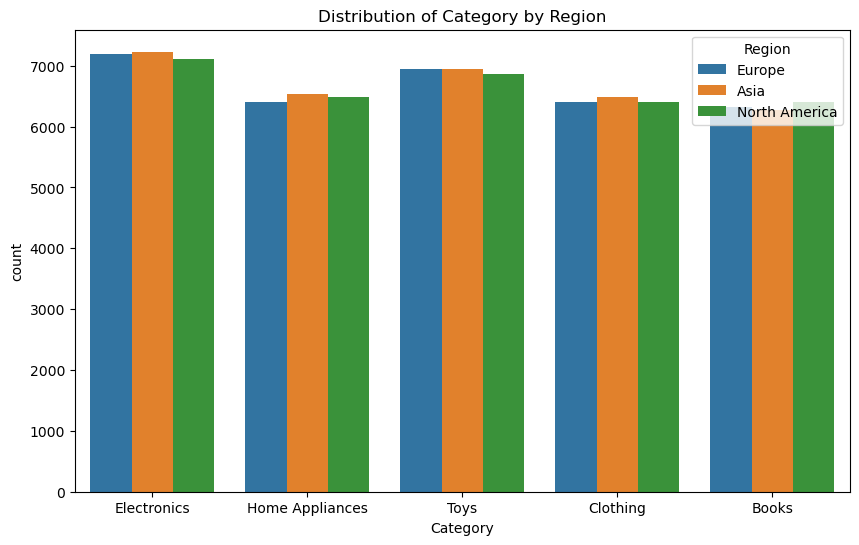 Distribution of Category by Region
Region
Europe
Asia
North America
7000
6000
5000
4000
3000
2000
1000
0
count
Electronics
Home Appliances
Toys
Clothing
Books
Category